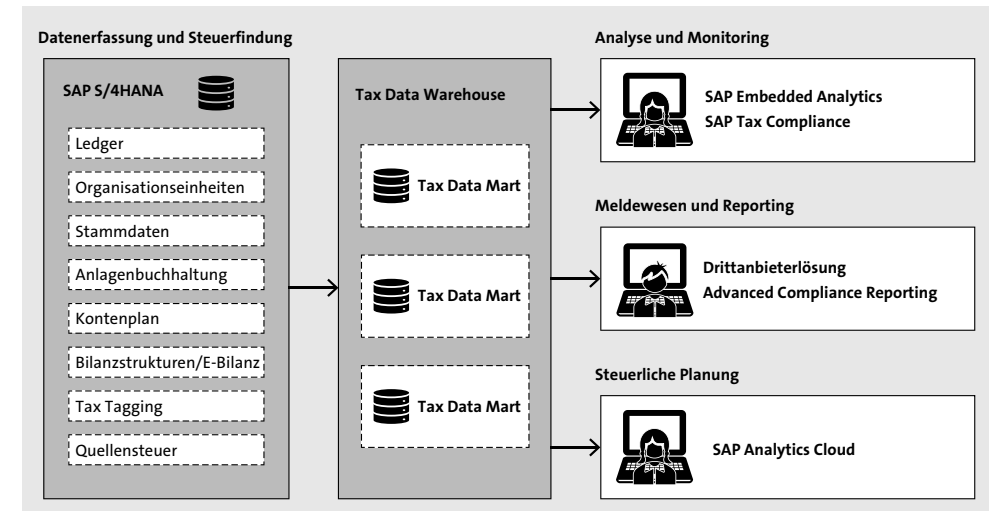 Datenerfassung und Steuerfindung
SAP S/4HANA
Ledger
Organisationseinheiten
Stammdaten
Anlagenbuchhaltung
Kontenplan
Bilanzstrukturen/E-Bilanz
Tax Tagging
Quellensteuer
Tax Data Warehouse
Tax Data Mart
Tax Data Mart
Tax Data Mart
Analyse und Monitoring
SAP Embedded Analytics
SAP Tax Compliance
Meldewesen und Reporting
Drittanbieterlösung
Advanced Compliance Reporting
Steuerliche Planung
SAP Analytics Cloud